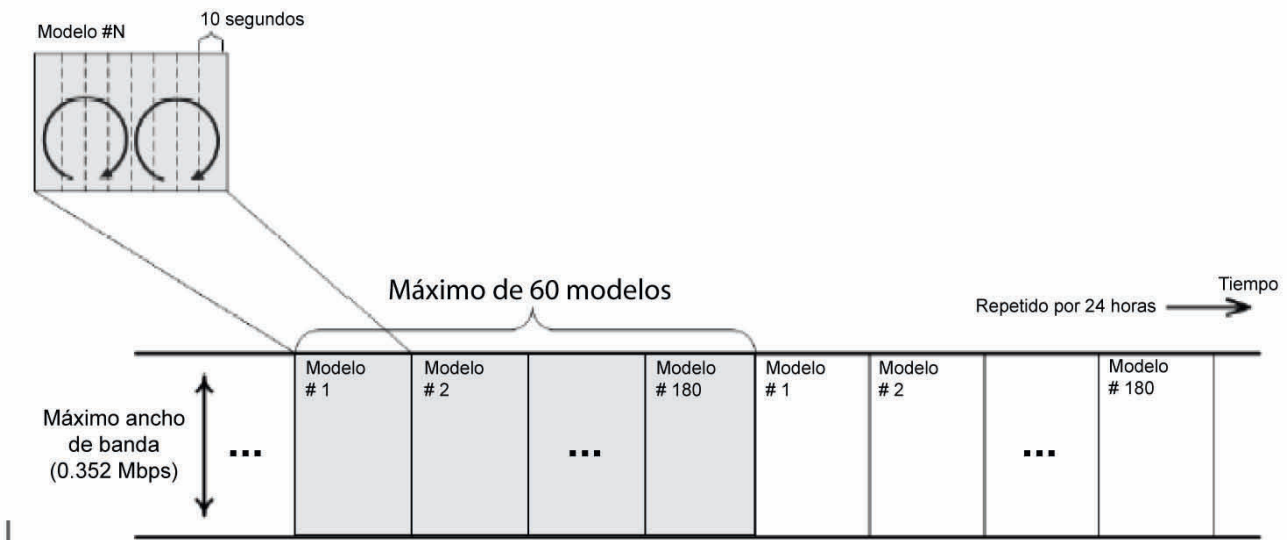 10 segundos
Modelo #N
Máximo de 60 modelos
Tiempo
Repetido por 24 horas
Modelo
# 1
Modelo
# 2
Modelo
# 180
Modelo
# 1
Modelo
# 2
Modelo
# 180
Máximo ancho
de banda
(0.352 Mbps)
...
...
...